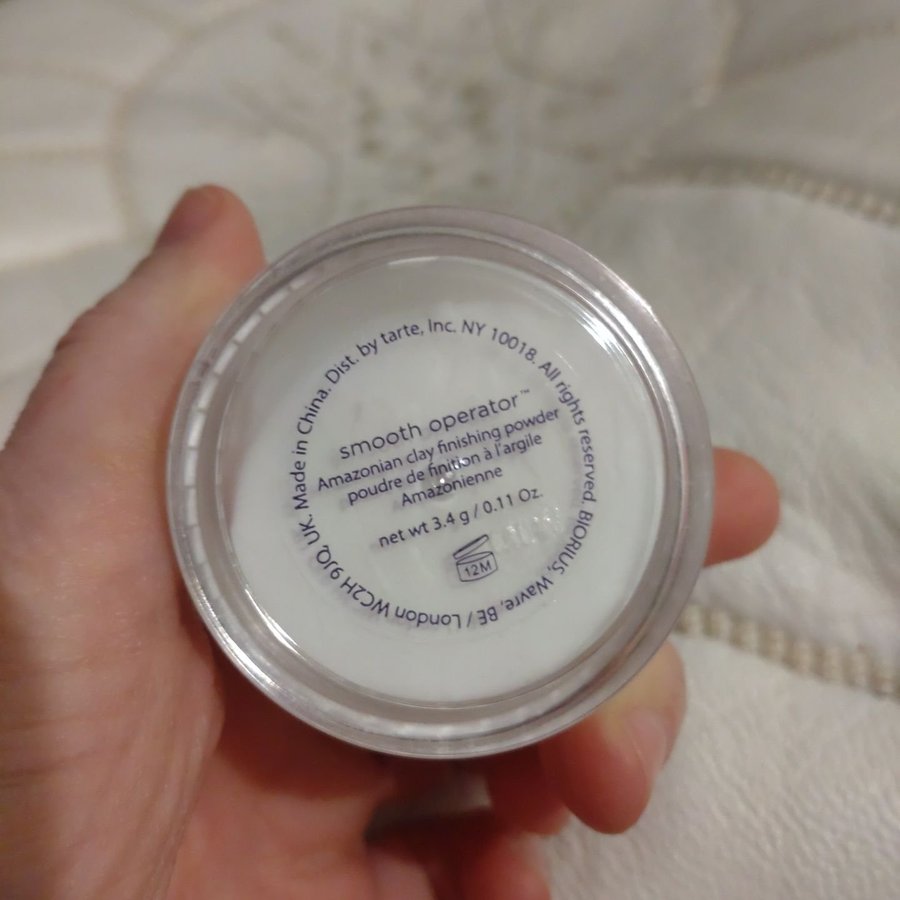 smooth operator™
Amazonian clay finishing powder
poudre de finition à l'argile
Amazonienne
net wt 3.4 g / 0.11 Oz.
12M
Dist. by tarte, Inc. NY 10018. All rights reserved. BIORIUS, Wavre, BE / London WC2H 9JQ, UK. Made in China.